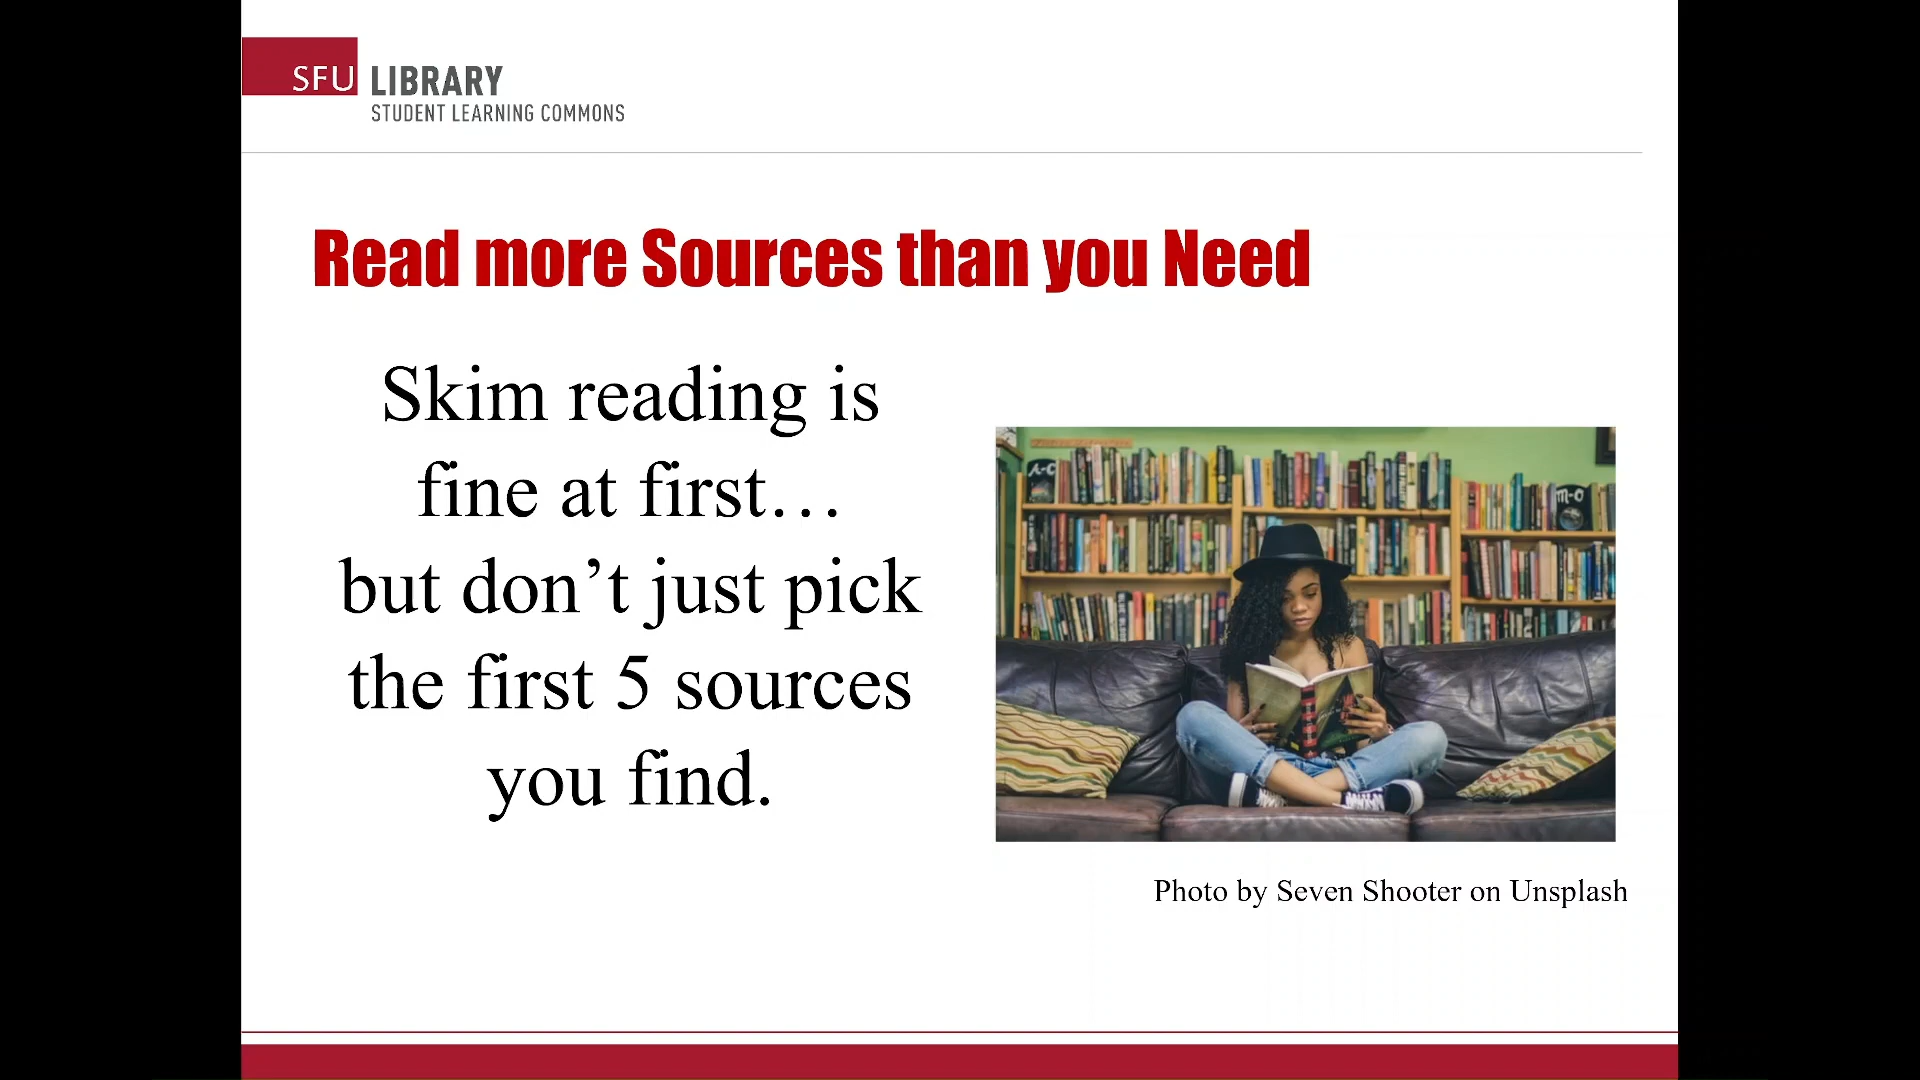 SFU LIBRARY
STUDENT LEARNING COMMONS
Read more Sources than you Need
Skim reading is
fine at first…
but don’t just pick
the first 5 sources
you find.
A-C
m-o
Photo by Seven Shooter on Unsplash